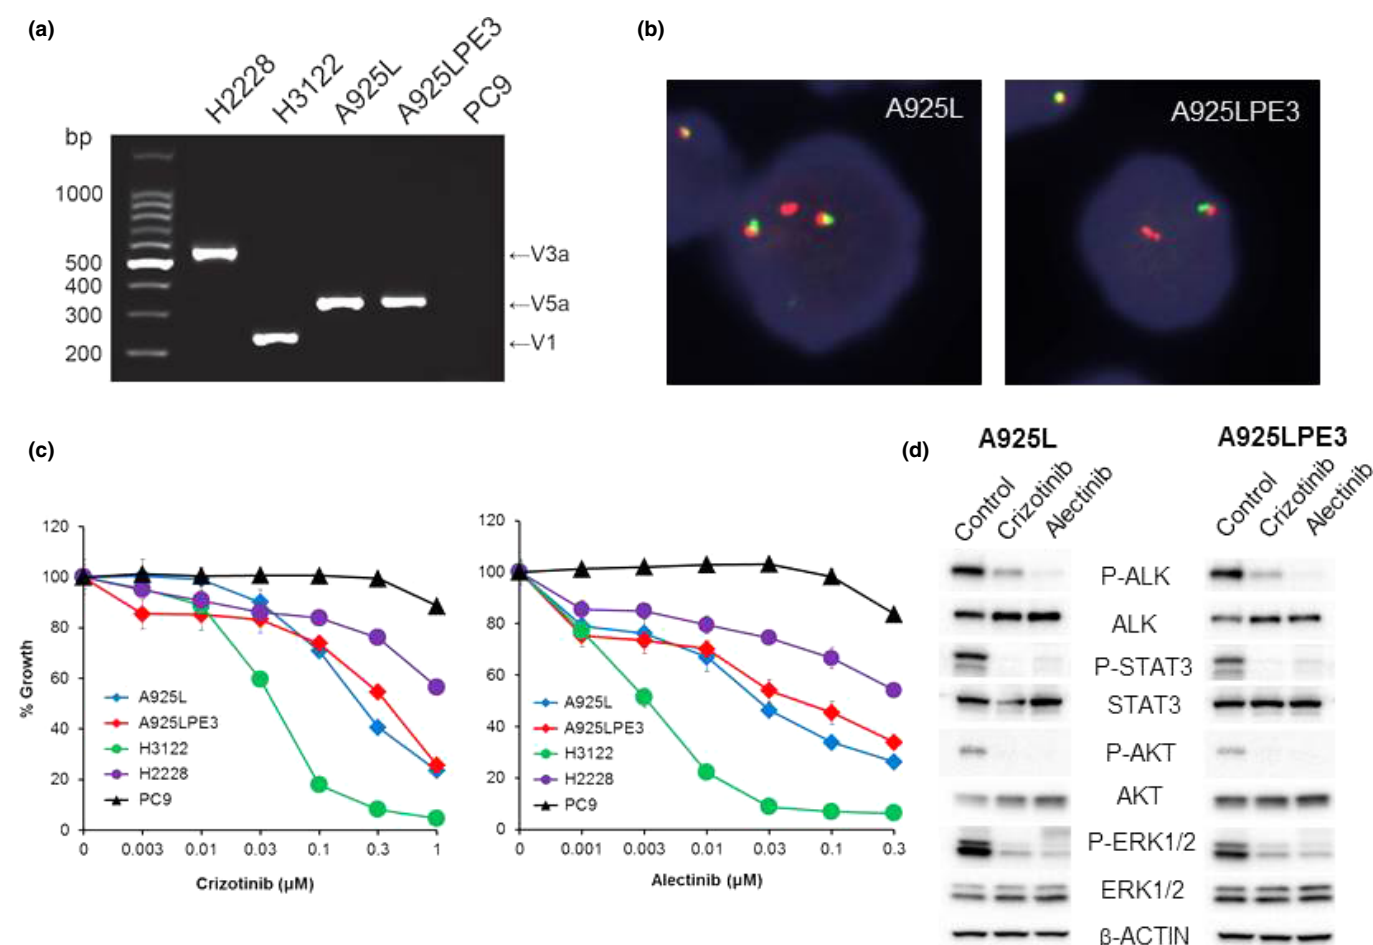 (a)
H2228
H3122
A925L
A925LPE3
PC9
bp
1000
500
400
300
200
←V3a
←V5a
←V1
(b)
A925L
A925LPE3
(c)
120
100
80
60
40
20
0
% Growth
A925L
A925LPE3
H3122
H2228
PC9
0 0.003 0.01 0.03 0.1 0.3 1
Crizotinib (µM)
120
100
80
60
40
20
0
A925L
A925LPE3
H3122
H2228
PC9
0 0.001 0.003 0.01 0.03 0.1 0.3
Alectinib (µM)
(d)
A925L
A925LPE3
Control
Crizotinib
Alectinib
Control
Crizotinib
Alectinib
P-ALK
ALK
P-STAT3
STAT3
P-AKT
AKT
P-ERK1/2
ERK1/2
β-ACTIN